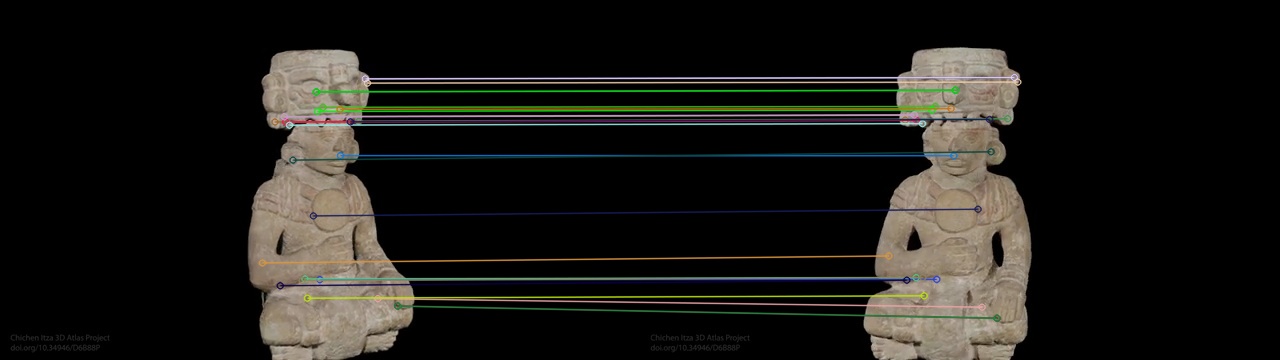 Chichen Itza 3D Atlas Project
doi.org/10.34946/D6B88P
Chichen Itza 3D Atlas Project
doi.org/10.34946/D6B88P